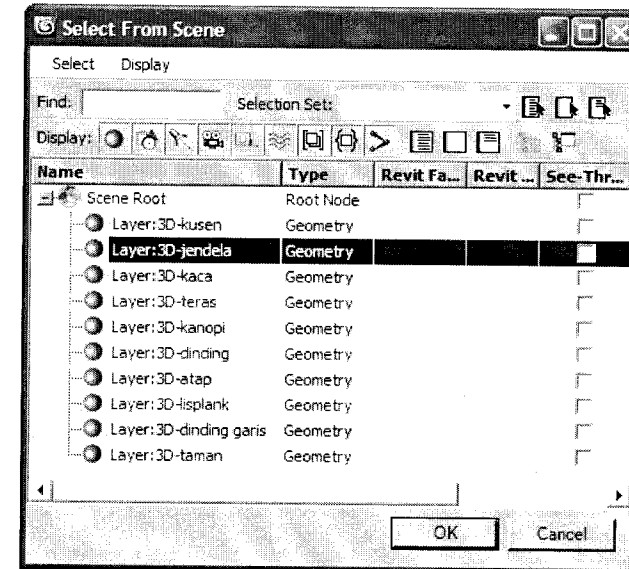 Select From Scene
Select Display
Find: Selection Set:
Display:
Name Type Revit Fa... Revit ... See-Thr...
Scene Root Root Node
Layer:3D-kusen Geometry
Layer:3D-jendela Geometry
Layer:3D-kaca Geometry
Layer:3D-teras Geometry
Layer:3D-kanopi Geometry
Layer:3D-dinding Geometry
Layer:3D-atap Geometry
Layer:3D-lisplank Geometry
Layer:3D-dinding garis Geometry
Layer:3D-taman Geometry
OK Cancel